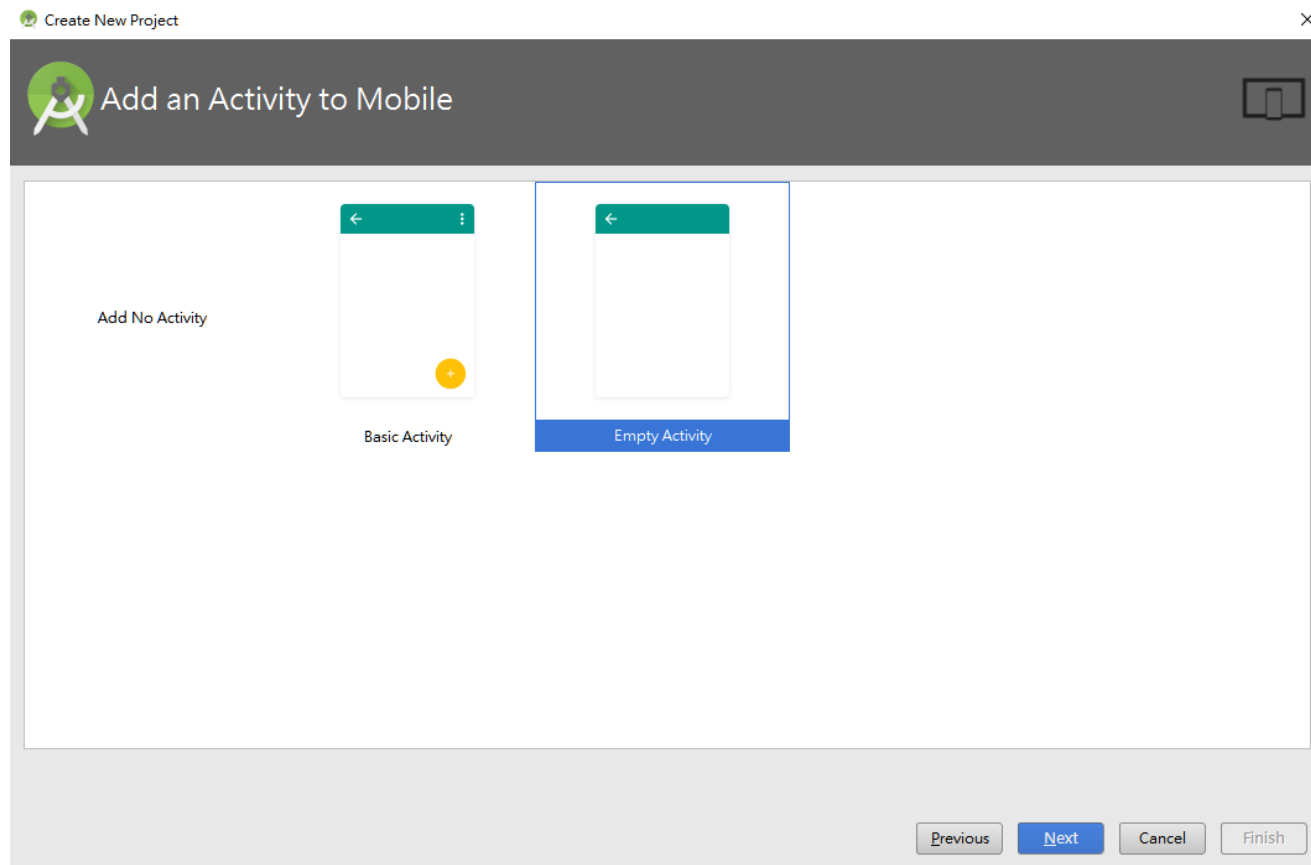 Create New Project
Add an Activity to Mobile
Add No Activity
Basic Activity
Empty Activity
Previous
Next
Cancel
Finish